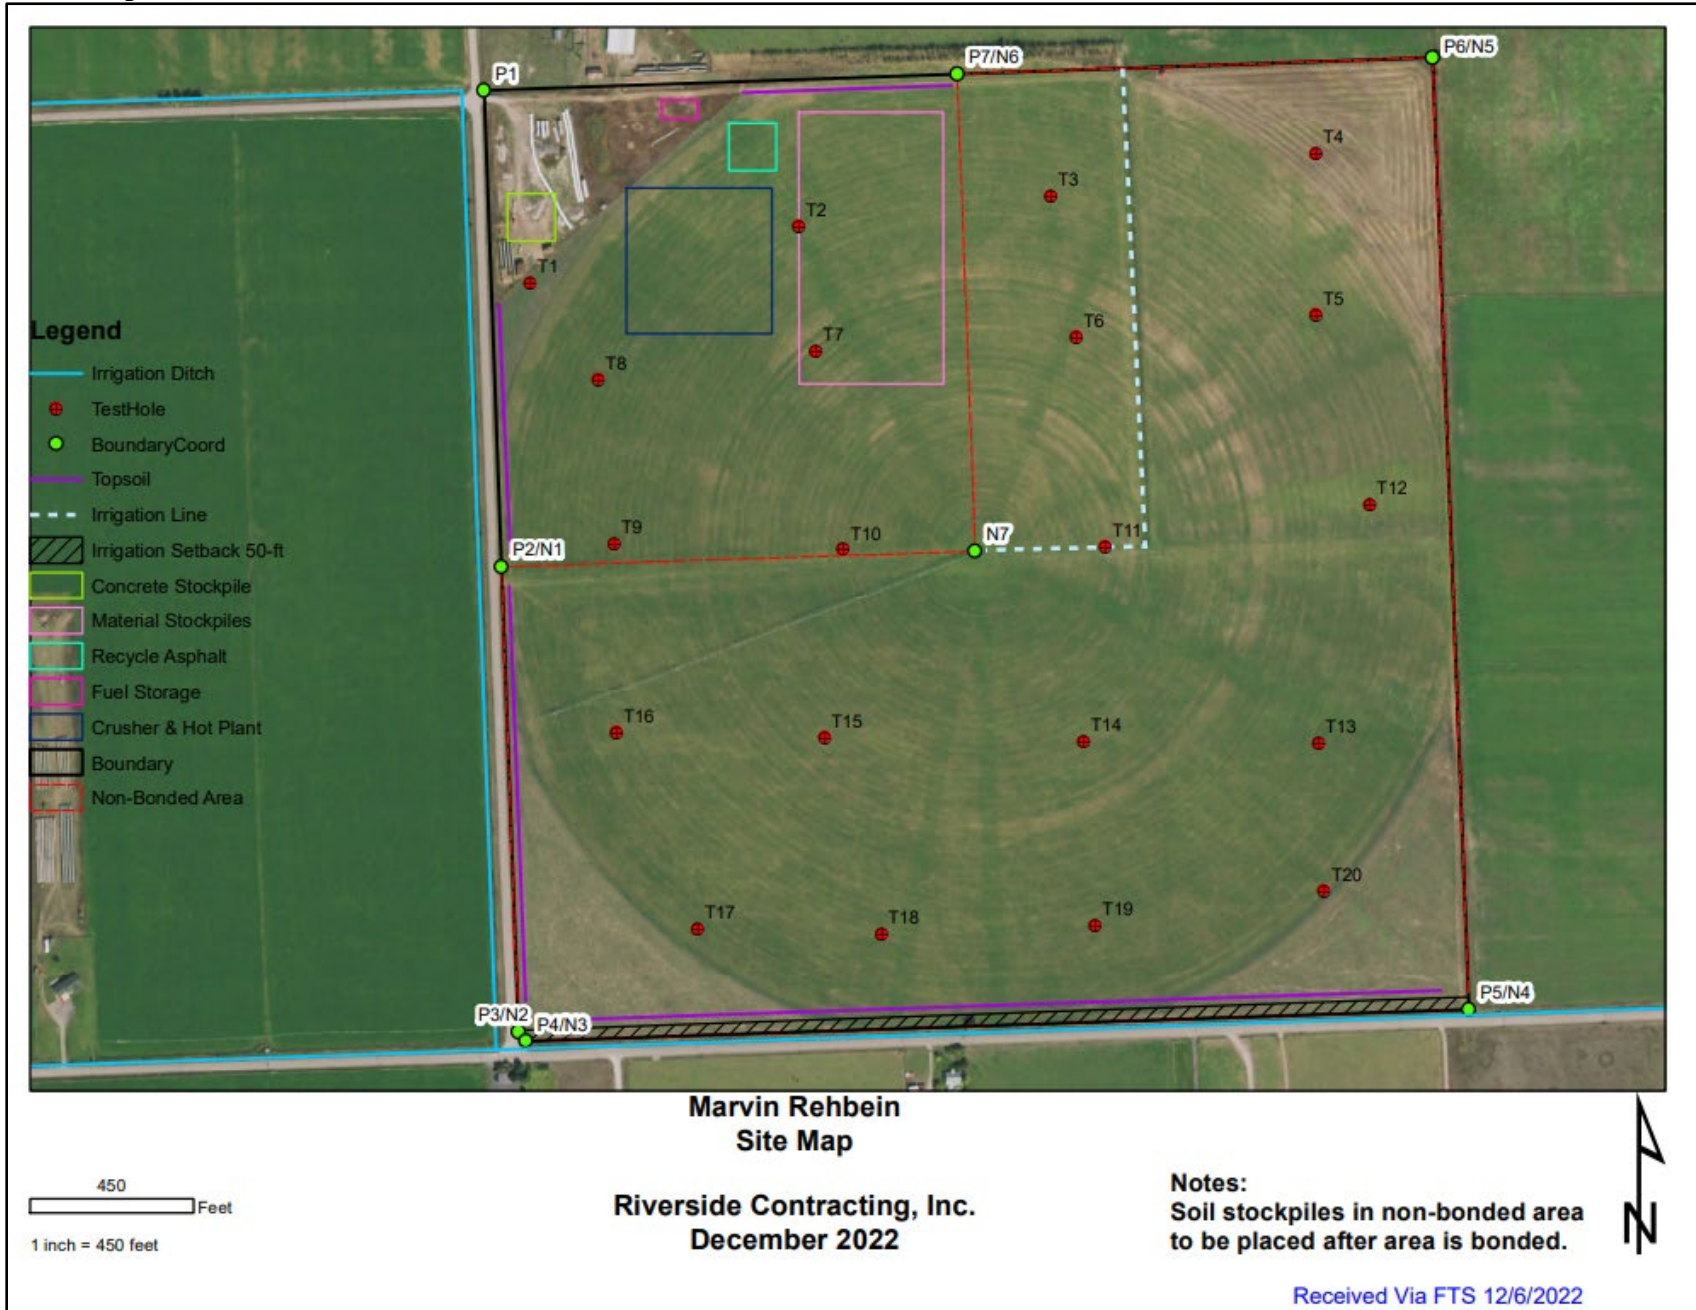 P1
P7/N6
P6/N5
T4
T3
T2
T1
T5
T6
T7
T8
Legend
Irrigation Ditch
TestHole
BoundaryCoord
Topsoil
Irrigation Line
Irrigation Setback 50-ft
Concrete Stockpile
Material Stockpiles
Recycle Asphalt
Fuel Storage
Crusher & Hot Plant
Boundary
Non-Bonded Area
T12
T9
T10
N7
T11
P2/N1
T16
T15
T14
T13
T20
T17
T18
T19
P5/N4
P3/N2
P4/N3
Marvin Rehbein
Site Map
450
Feet
1 inch = 450 feet
Riverside Contracting, Inc.
December 2022
Notes:
Soil stockpiles in non-bonded area
to be placed after area is bonded.
N
Received Via FTS 12/6/2022